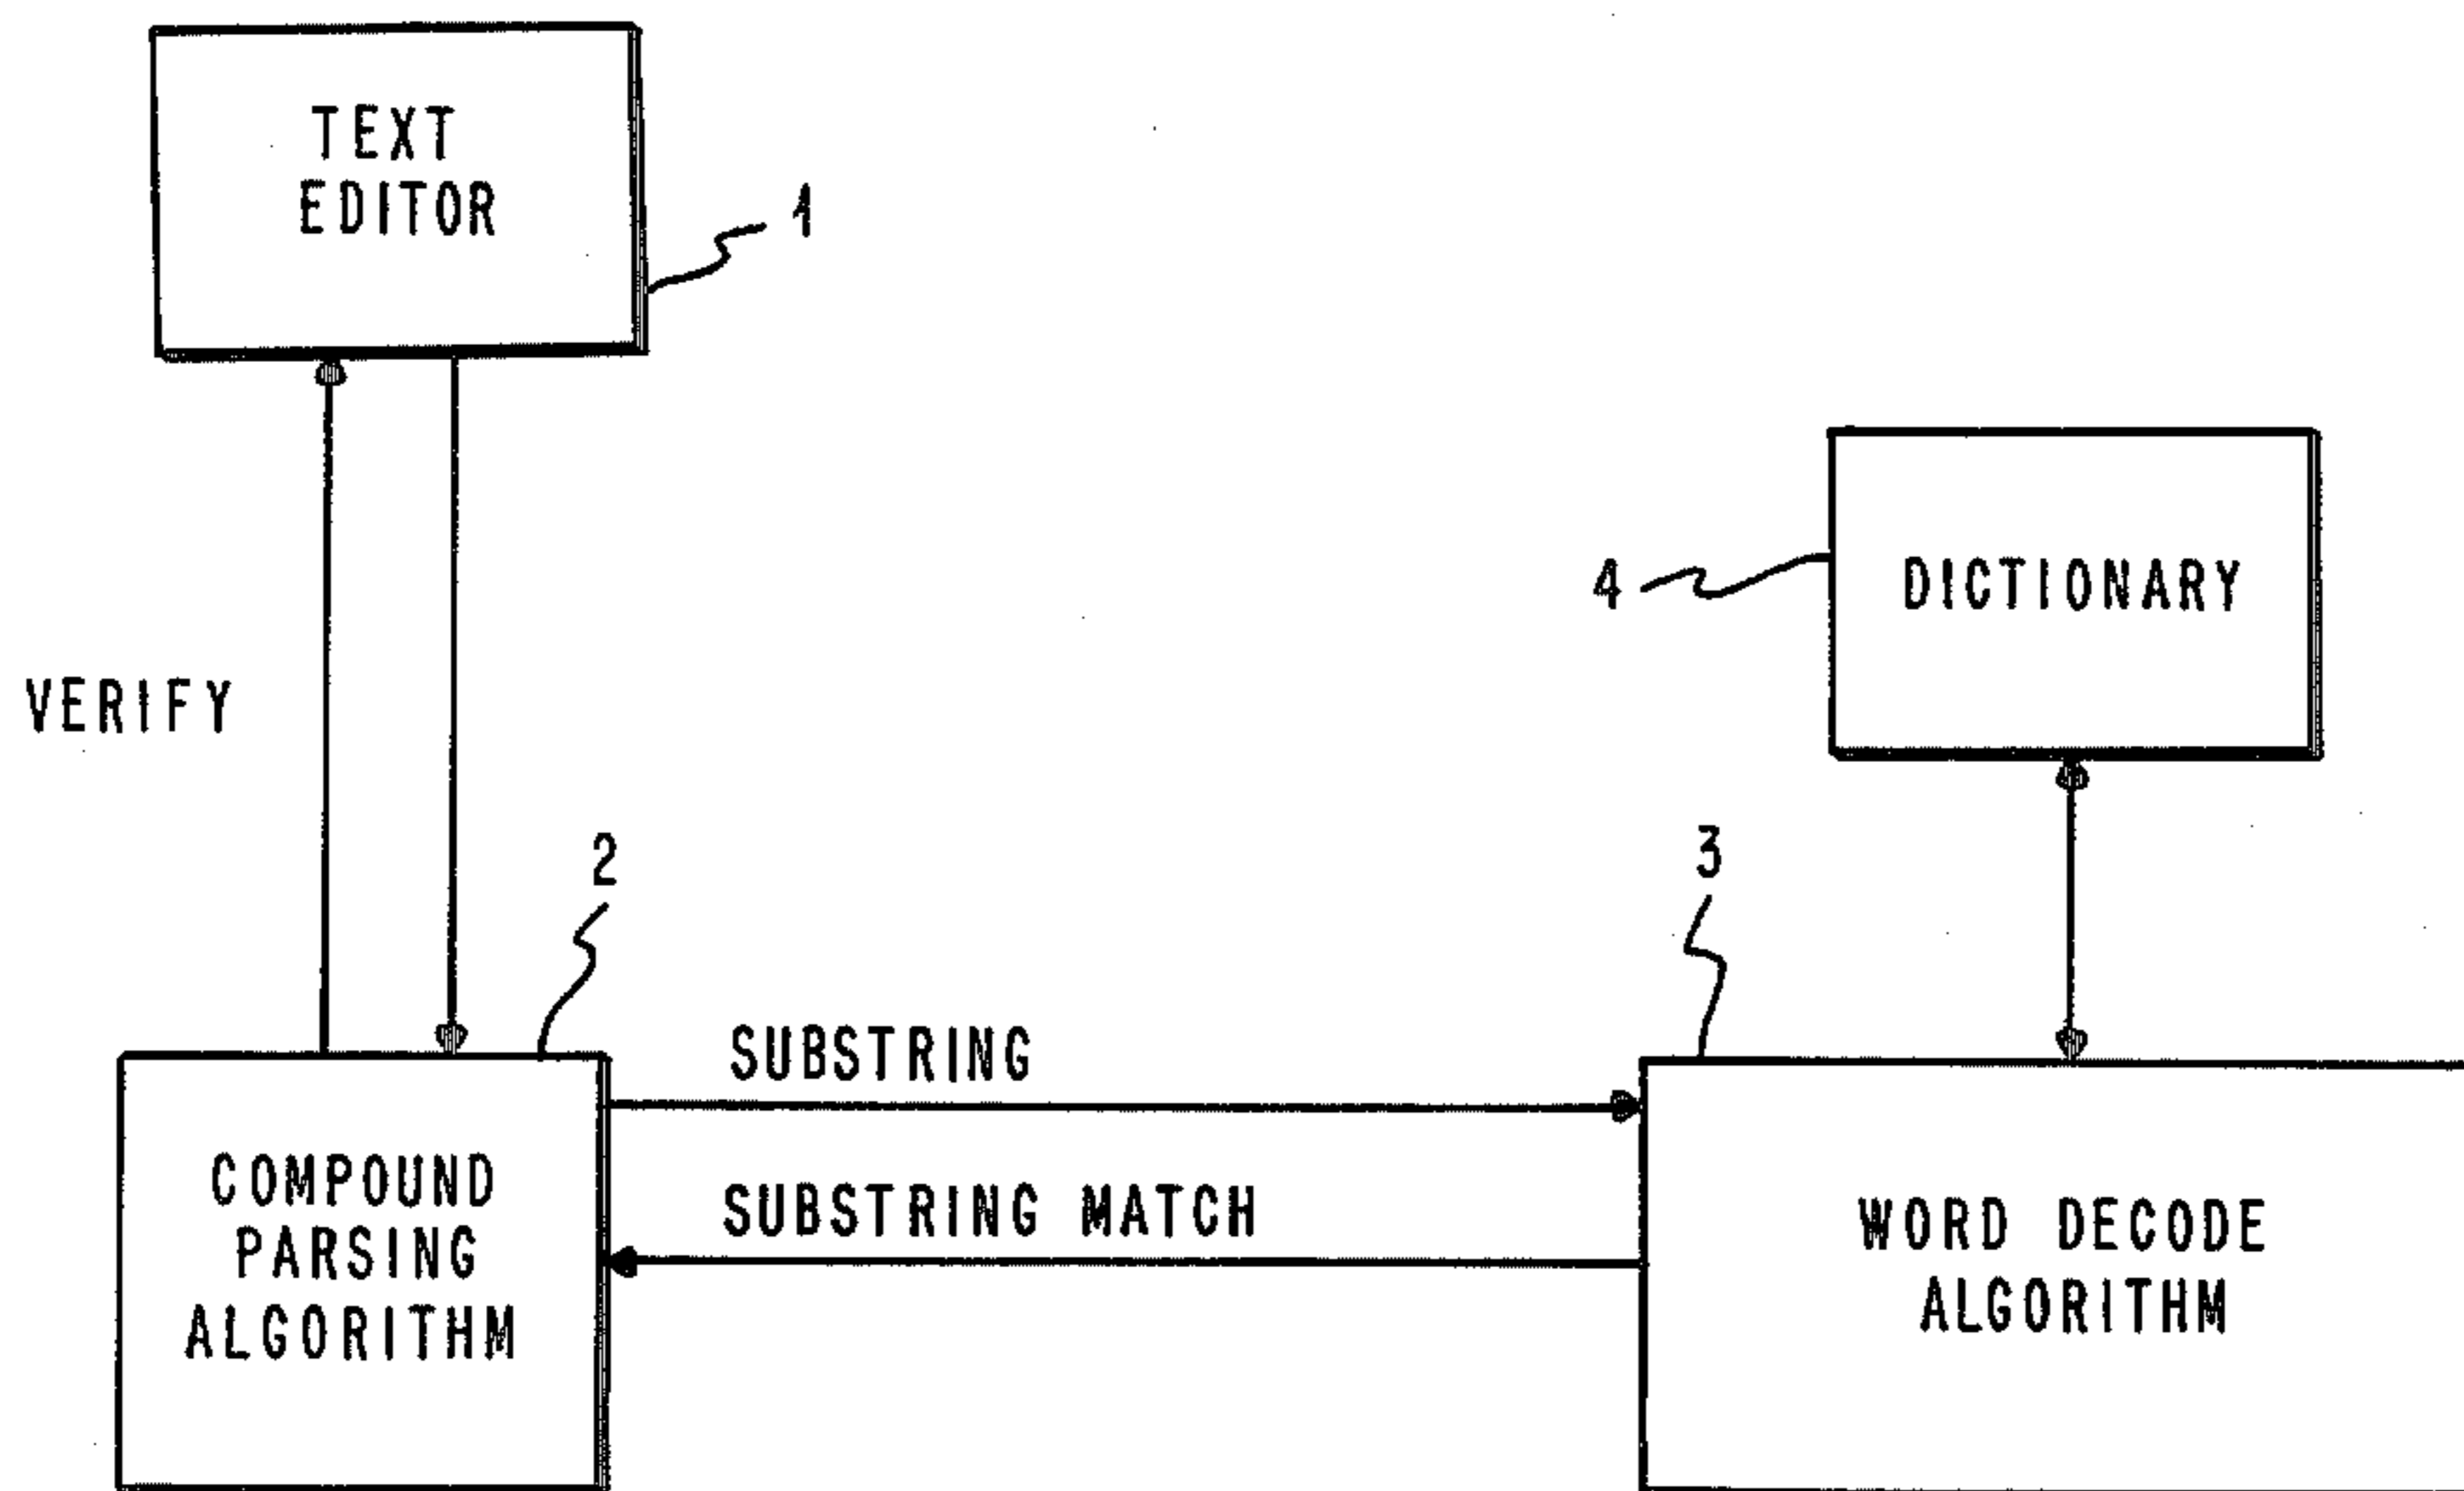 TEXT
EDITOR
1
4
DICTIONARY
VERIFY
2
3
SUBSTRING
SUBSTRING MATCH
COMPOUND
PARSING
ALGORITHM
WORD DECODE
ALGORITHM